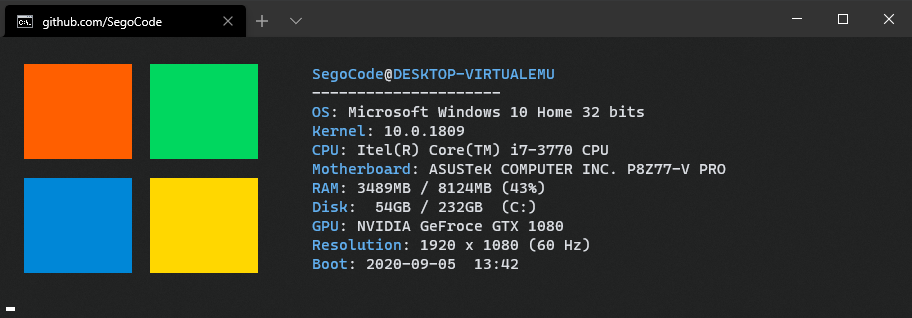 github.com/SegoCode
SegoCode@DESKTOP-VIRTUALEMU
---------------------
OS: Microsoft Windows 10 Home 32 bits
Kernel: 10.0.1809
CPU: Itel(R) Core(TM) i7-3770 CPU
Motherboard: ASUSTeK COMPUTER INC. P8Z77-V PRO
RAM: 3489MB / 8124MB (43%)
Disk:  54GB / 232GB  (C:)
GPU: NVIDIA GeFroce GTX 1080
Resolution: 1920 x 1080 (60 Hz)
Boot: 2020-09-05  13:42